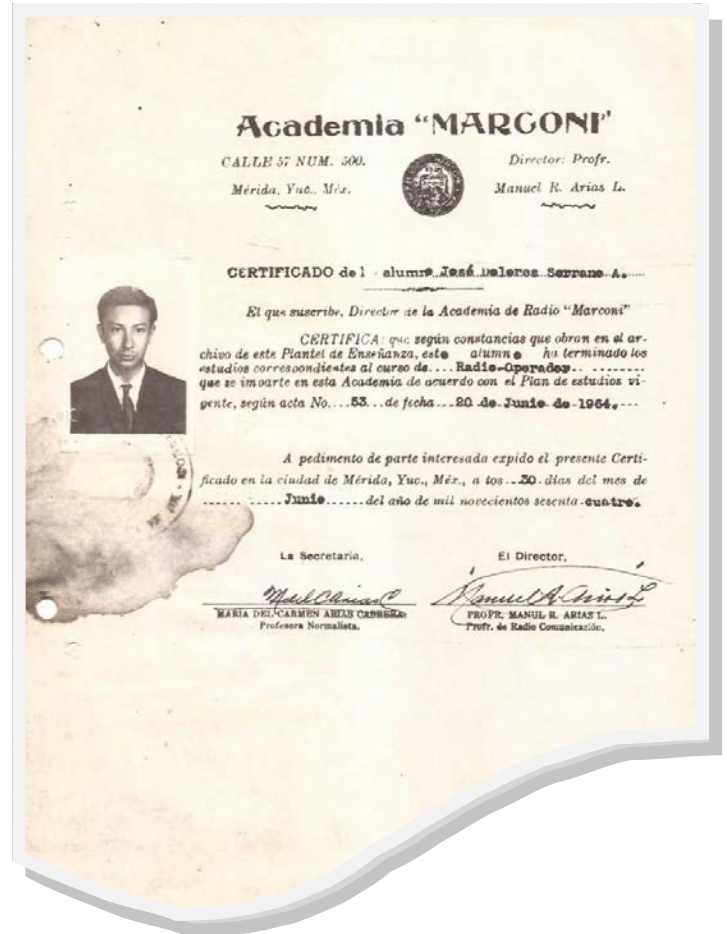 Academia "MARCONI"
CALLE 57 NUM. 500.
Mérida, Yuc., Méx.
Director: Profr.
Manuel R. Arias L.
CERTIFICADO del alumno José Dolores Serrano A.
El que suscribe, Director de la Academia de Radio "Marconi"
CERTIFICA: que según constancias que obran en el ar-
chivo de este Plantel de Enseñanza, este alumno ha terminado los
estudios correspondientes al curso de....Radio-Operador..........
que se imparte en esta Academia de acuerdo con el Plan de estudios vi-
gente, según acta No....53...de fecha....20 de Junio de 1964.....
A pedimento de parte interesada expido el presente Certi-
ficado en la ciudad de Mérida, Yuc., Méx., a los...30.días del mes de
...............Junio......del año de mil novecientos sesenta cuatro.
La Secretaria,
El Director,
MARIA DEL CARMEN ARIAS CABRERA
Profesora Normalista.
PROFR. MANUL R. ARIAS L.
Profr. de Radio Comunicación,